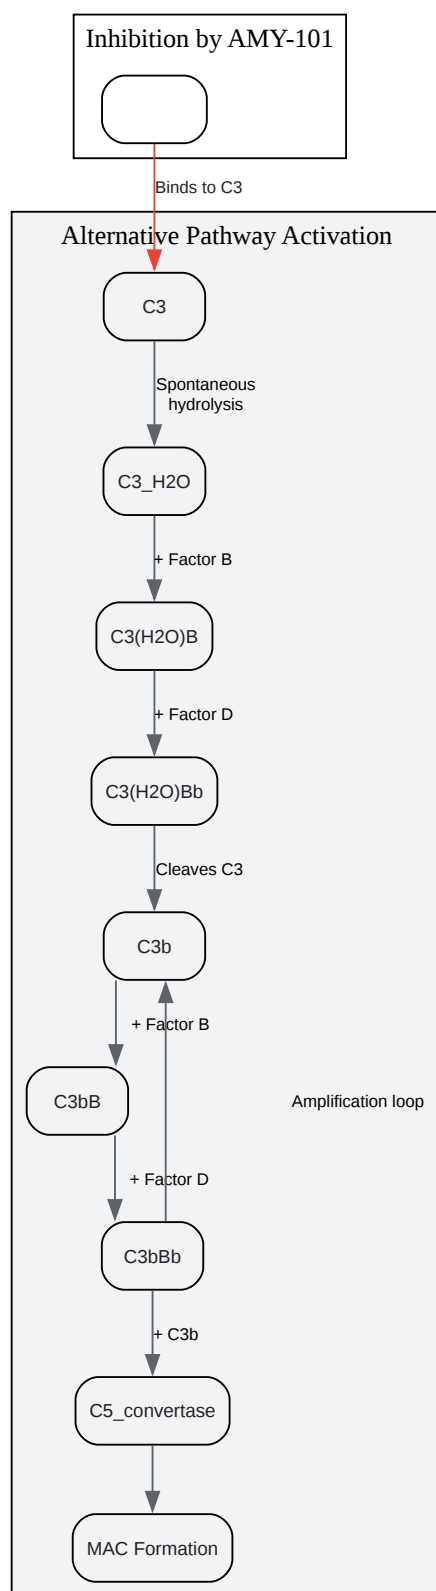 Inhibition by AMY-101
Binds to C3
Alternative Pathway Activation
C3
Spontaneous
hydrolysis
C3_H2O
+ Factor B
C3(H2O)B
+ Factor D
C3(H2O)Bb
Cleaves C3
C3b
+ Factor B
C3bB
Amplification loop
+ Factor D
C3bBb
+ C3b
C5_convertase
MAC Formation